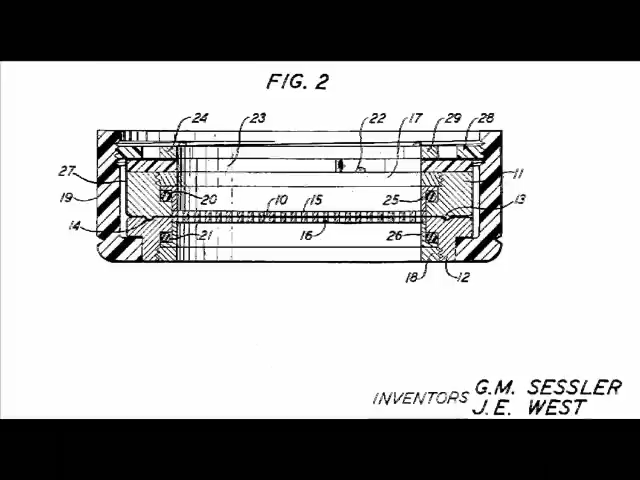 FIG. 2
24 23 22 17 29 28
27 11
19 20 10 15 25 13
14 21 16 26
18 12
INVENTORS G.M. SESSLER
J.E. WEST